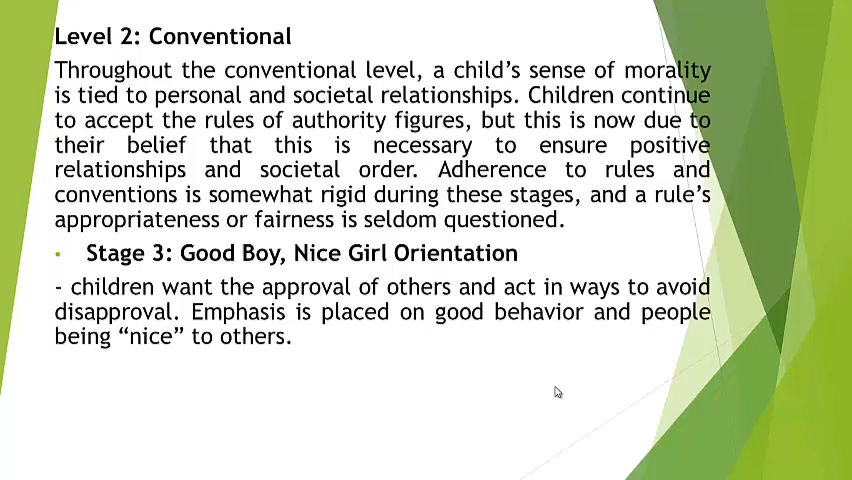 Level 2: Conventional
Throughout the conventional level, a child’s sense of morality
is tied to personal and societal relationships. Children continue
to accept the rules of authority figures, but this is now due to
their belief that this is necessary to ensure positive
relationships and societal order. Adherence to rules and
conventions is somewhat rigid during these stages, and a rule’s
appropriateness or fairness is seldom questioned.
• Stage 3: Good Boy, Nice Girl Orientation
- children want the approval of others and act in ways to avoid
disapproval. Emphasis is placed on good behavior and people
being “nice” to others.